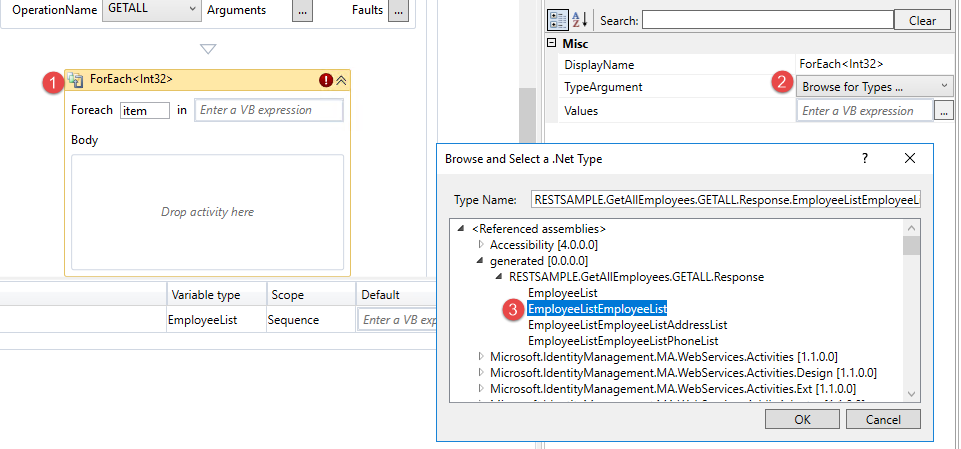 OperationName GETALL Arguments ... Faults ...
1 ForEach<Int32>
Foreach item in Enter a VB expression
Body
Drop activity here
Variable type Scope Default
EmployeeList Sequence Enter a VB exp
Search: Clear
Misc
DisplayName ForEach<Int32>
TypeArgument 2 Browse for Types ...
Values Enter a VB expression ...
Browse and Select a .Net Type ?
Type Name: RESTSAMPLE.GetAllEmployees.GETALL.Response.EmployeeListEmployeeLi
<Referenced assemblies>
Accessibility [4.0.0.0]
generated [0.0.0.0]
RESTSAMPLE.GetAllEmployees.GETALL.Response
EmployeeList
3 EmployeeListEmployeeList
EmployeeListEmployeeListAddressList
EmployeeListEmployeeListPhoneList
Microsoft.IdentityManagement.MA.WebServices.Activities [1.1.0.0]
Microsoft.IdentityManagement.MA.WebServices.Activities.Design [1.1.0.0]
Microsoft.IdentityManagement.MA.WebServices.Activities.Ext [1.1.0.0]
OK Cancel